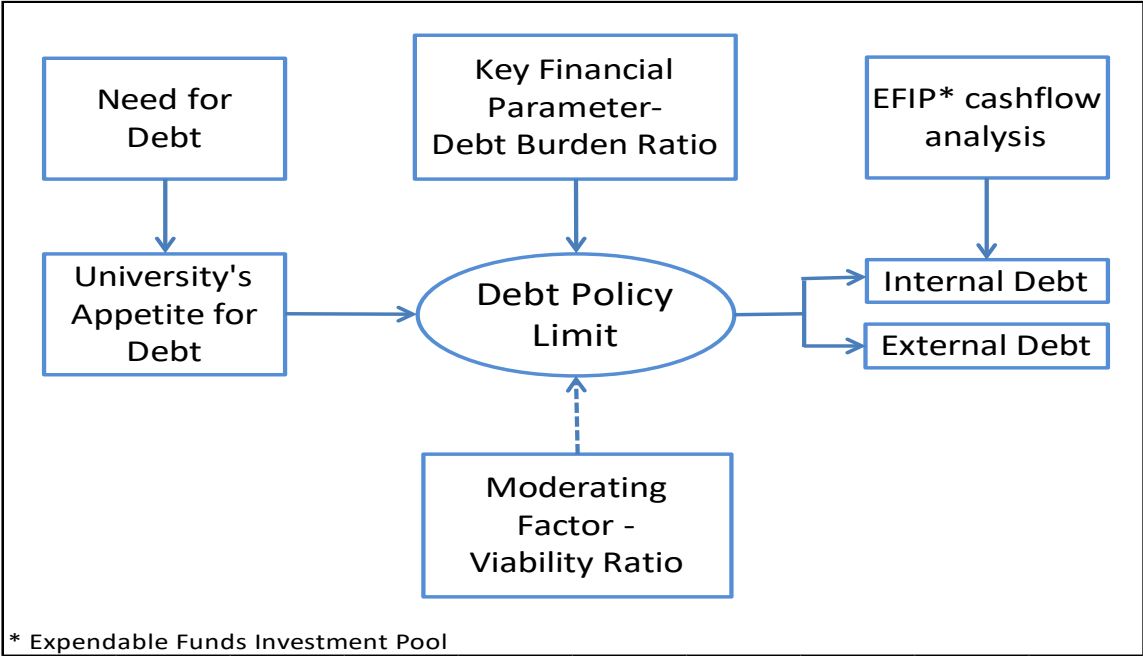 Need for
Debt
Key Financial
Parameter-
Debt Burden Ratio
EFIP* cashflow
analysis
University's
Appetite for
Debt
Debt Policy
Limit
Internal Debt
External Debt
Moderating
Factor -
Viability Ratio
* Expendable Funds Investment Pool